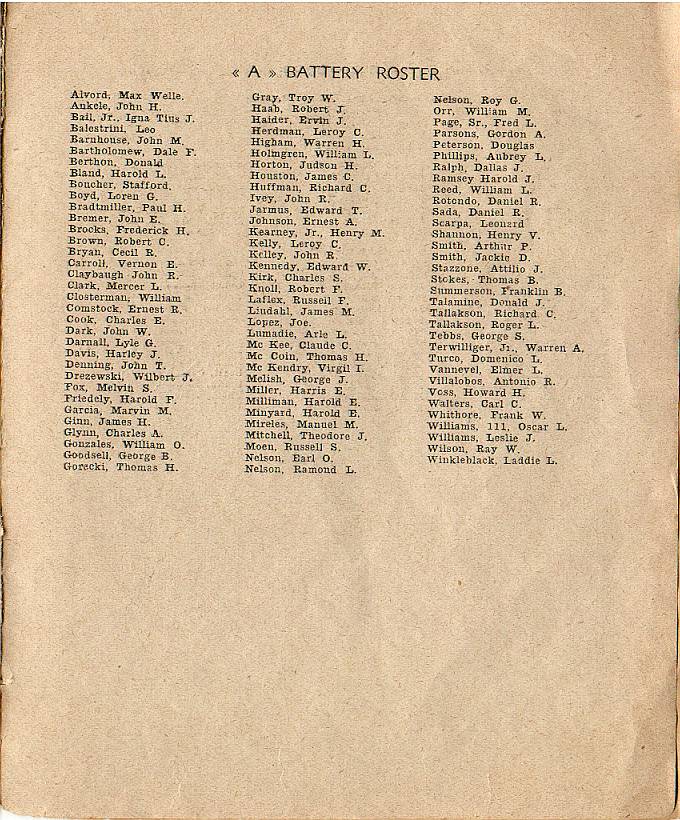 « A » BATTERY ROSTER
Alvord, Max Welle.
Ankele, John H.
Bail, Jr., Igna Tius J.
Balestrini, Leo
Barnhouse, John M.
Bartholomew, Dale F.
Berthon, Donald
Bland, Harold L.
Boucher, Stafford.
Boyd, Loren G.
Bradtmiller, Paul H.
Bremer, John E.
Brocks, Frederick H.
Brown, Robert C.
Bryan, Cecil R.
Carroll, Vernon E.
Claybaugh John R.
Clark, Mercer L.
Closterman, William
Comstock, Ernest R.
Cook, Charles E.
Dark, John W.
Darnall, Lyle G.
Davis, Harley J.
Denning, John T.
Drezewski, Wilbert J.
Fox, Melvin S.
Friedely, Harold F.
Garcia, Marvin M.
Ginn, James H.
Glynn, Charles A.
Gonzales, William O.
Goodsell, George B.
Gorecki, Thomas H.
Gray, Troy W.
Haab, Robert J.
Haider, Ervin J.
Herdman, Leroy C.
Higham, Warren H.
Holmgren, William L.
Horton, Judson H.
Houston, James C.
Huffman, Richard C.
Ivey, John R.
Jarmus, Edward T.
Johnson, Ernest A.
Kearney, Jr., Henry M.
Kelly, Leroy C.
Kelley, John R.
Kennedy, Edward W.
Kirk, Charles S.
Knoll, Robert F.
Laflex, Russell F.
Lindahl, James M.
Lopez, Joe.
Lumadie, Arle L.
Mc Kee, Claude C.
Mc Coin, Thomas H.
Mc Kendry, Virgil I.
Melish, George J.
Miller, Harris E.
Milliman, Harold E.
Minyard, Harold E.
Mireles, Manuel M.
Mitchell, Theodore J.
Moen, Russell S.
Nelson, Earl O.
Nelson, Ramond L.
Nelson, Roy G.
Orr, William M.
Page, Sr., Fred L.
Parsons, Gordon A.
Peterson, Douglas
Phillips, Aubrey L.
Ralph, Dallas J.
Ramsey Harold J.
Reed, William L.
Rotondo, Daniel R.
Sada, Daniel R.
Scarpa, Leonard
Shannon, Henry V.
Smith, Arthur P.
Smith, Jackie D.
Stazzone, Attilio J.
Stokes, Thomas B.
Summerson, Franklin B.
Talamine, Donald J.
Tallakson, Richard C.
Tallakson, Roger L.
Tebbs, George S.
Terwilliger, Jr., Warren A.
Turco, Domenico L.
Vannevel, Elmer L.
Villalobos, Antonio R.
Voss, Howard H.
Walters, Carl C.
Whithore, Frank W.
Williams, 111, Oscar L.
Williams, Leslie J.
Wilson, Ray W.
Winkleblack, Laddie L.